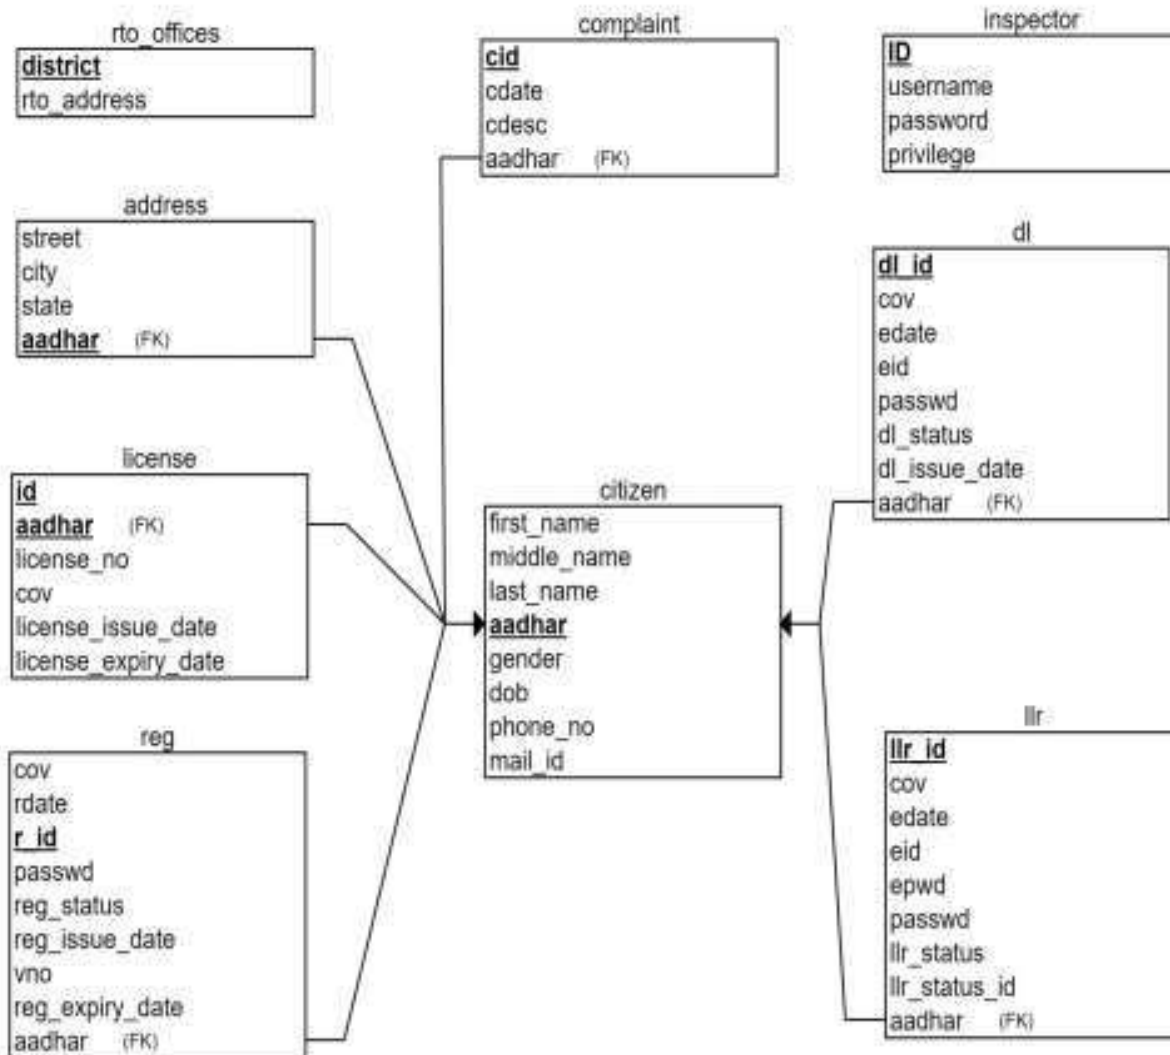 rto_offices
district
rto_address
complaint
cid
cdate
cdesc
aadhar (FK)
inspector
ID
username
password
privilege
address
street
city
state
aadhar (FK)
dl
dl_id
cov
edate
eid
passwd
dl_status
dl_issue_date
aadhar (FK)
license
id
aadhar (FK)
license_no
cov
license_issue_date
license_expiry_date
citizen
first_name
middle_name
last_name
aadhar
gender
dob
phone_no
mail_id
reg
cov
rdate
r_id
passwd
reg_status
reg_issue_date
vno
reg_expiry_date
aadhar (FK)
llr
llr_id
cov
edate
eid
epwd
passwd
llr_status
llr_status_id
aadhar (FK)